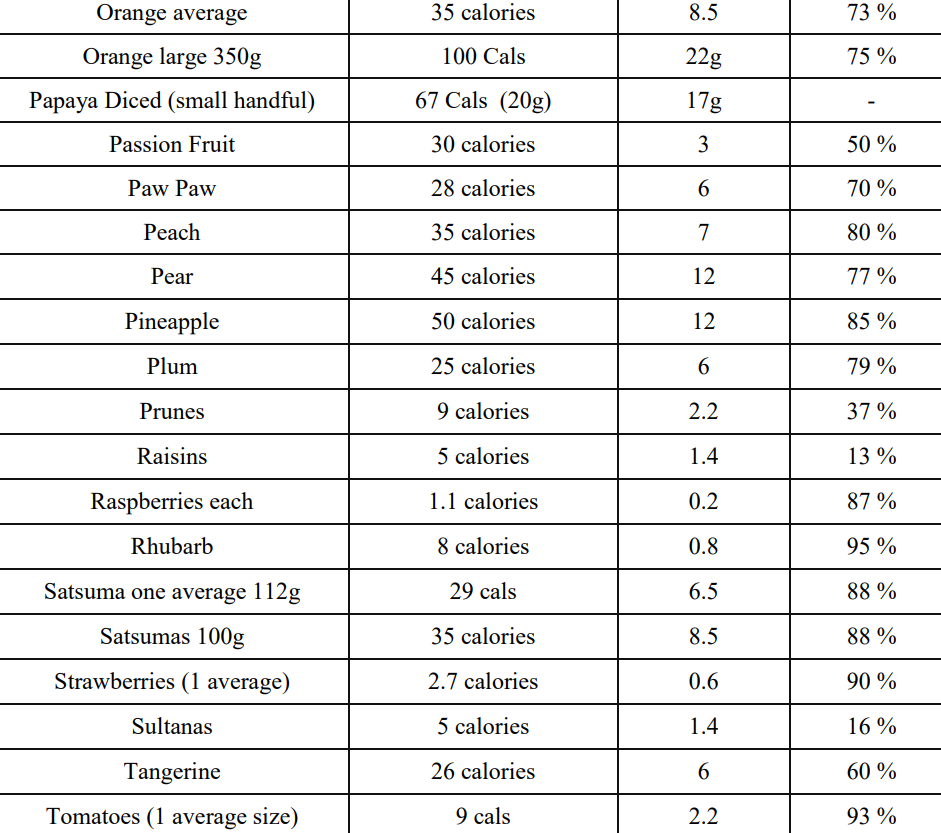 Orange average 35 calories 8.5 73 %
Orange large 350g 100 Cals 22g 75 %
Papaya Diced (small handful) 67 Cals (20g) 17g -
Passion Fruit 30 calories 3 50 %
Paw Paw 28 calories 6 70 %
Peach 35 calories 7 80 %
Pear 45 calories 12 77 %
Pineapple 50 calories 12 85 %
Plum 25 calories 6 79 %
Prunes 9 calories 2.2 37 %
Raisins 5 calories 1.4 13 %
Raspberries each 1.1 calories 0.2 87 %
Rhubarb 8 calories 0.8 95 %
Satsuma one average 112g 29 cals 6.5 88 %
Satsumas 100g 35 calories 8.5 88 %
Strawberries (1 average) 2.7 calories 0.6 90 %
Sultanas 5 calories 1.4 16 %
Tangerine 26 calories 6 60 %
Tomatoes (1 average size) 9 cals 2.2 93 %